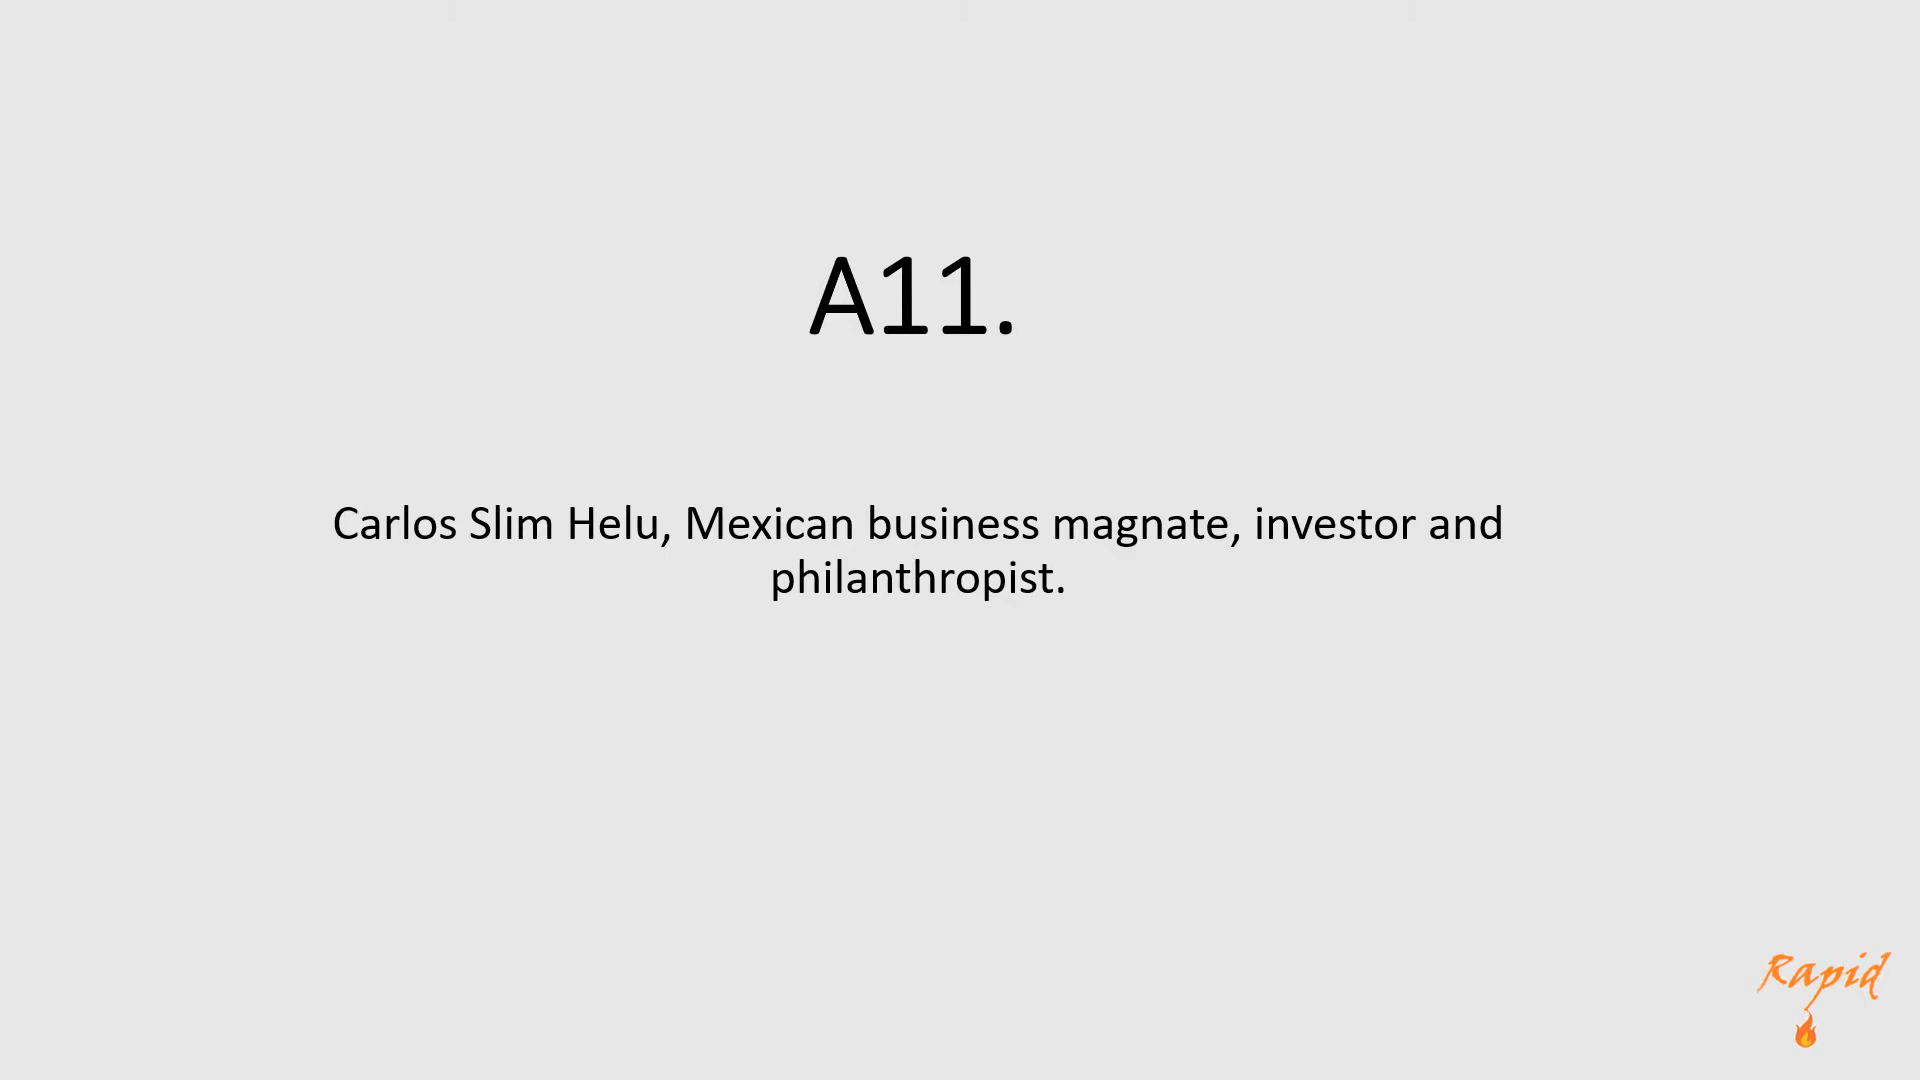 A11.
Carlos Slim Helu, Mexican business magnate, investor and
philanthropist.
Rapid